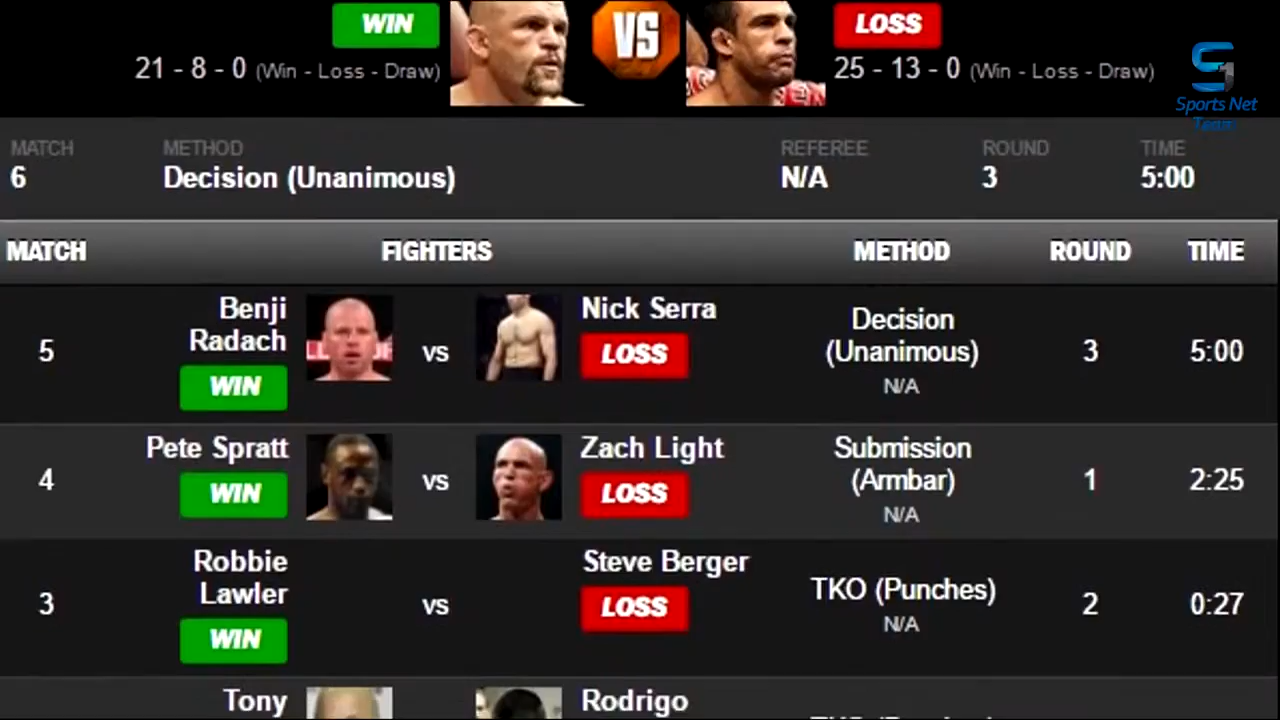 WIN
VS
LOSS
21 - 8 - 0 (Win - Loss - Draw)
25 - 13 - 0 (Win - Loss - Draw)
Sports Net
Team
MATCH METHOD REFEREE ROUND TIME
6 Decision (Unanimous) N/A 3 5:00
MATCH FIGHTERS METHOD ROUND TIME
Benji
Radach
WIN
5
vs
Nick Serra
LOSS
Decision
(Unanimous)
N/A
3
5:00
Pete Spratt
WIN
4
vs
Zach Light
LOSS
Submission
(Armbar)
N/A
1
2:25
Robbie
Lawler
WIN
3
vs
Steve Berger
LOSS
TKO (Punches)
N/A
2
0:27
Tony
Rodrigo